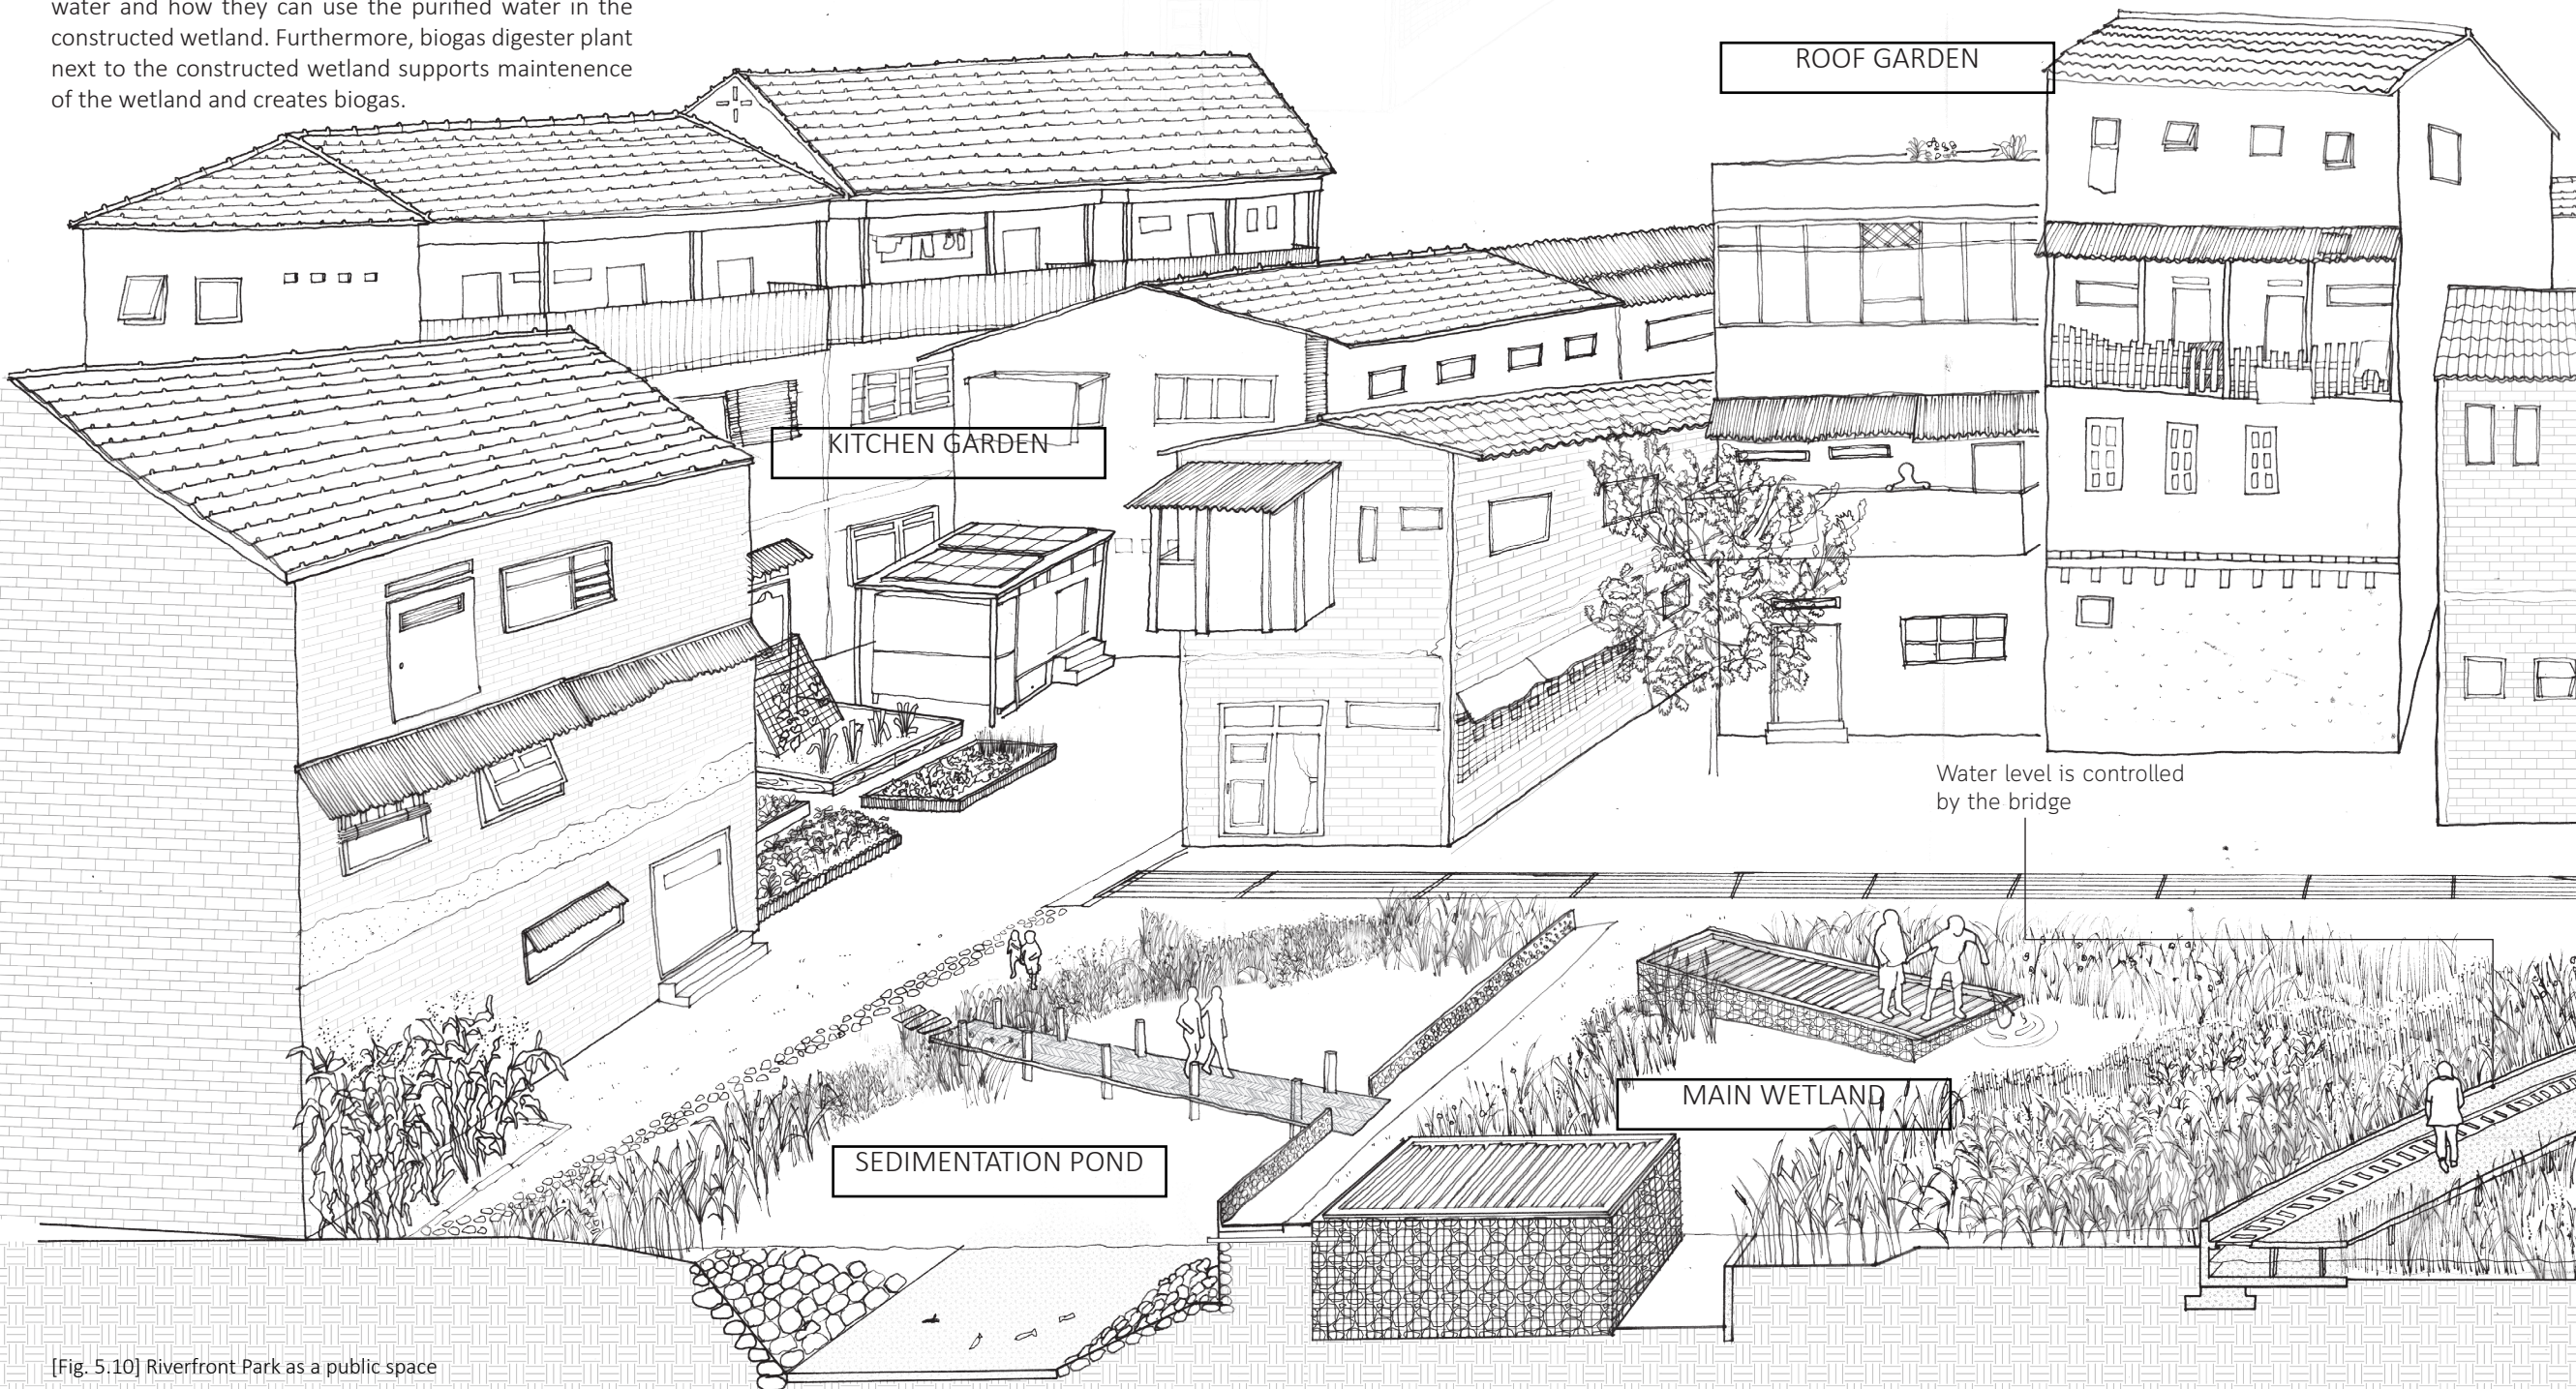 water and how they can use the purified water in the
constructed wetland. Furthermore, biogas digester plant
next to the constructed wetland supports maintenence
of the wetland and creates biogas.
ROOF GARDEN
KITCHEN GARDEN
Water level is controlled
by the bridge
MAIN WETLAND
SEDIMENTATION POND
[Fig. 5.10] Riverfront Park as a public space